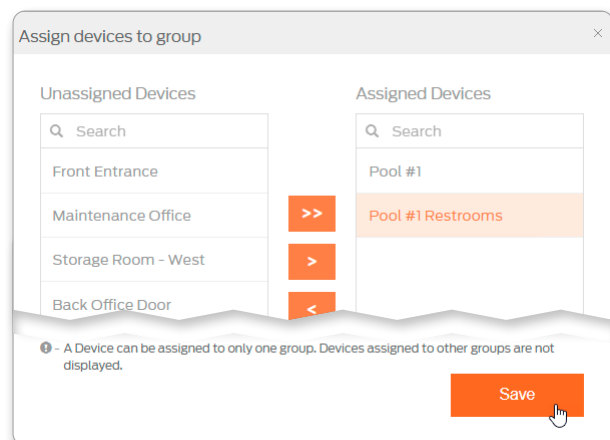 Assign devices to group
×
Unassigned Devices
Search
Front Entrance
Maintenance Office
Storage Room - West
Back Office Door
>>
>
<
Assigned Devices
Search
Pool #1
Pool #1 Restrooms
- A Device can be assigned to only one group. Devices assigned to other groups are not
displayed.
Save